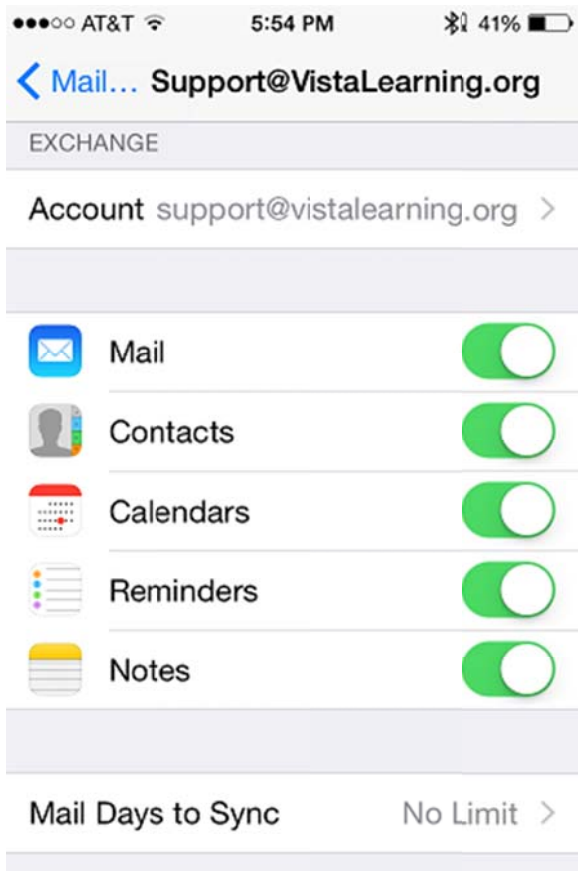 AT&T 5:54 PM 41%
Mail... Support@VistaLearning.org
EXCHANGE
Account support@vistalearning.org
Mail
Contacts
Calendars
Reminders
Notes
Mail Days to Sync No Limit